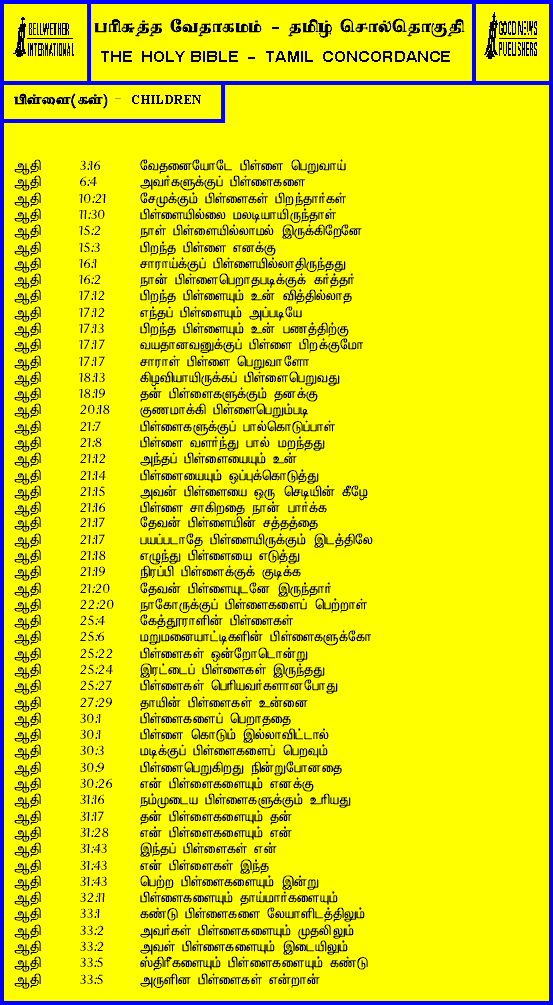 BELLWETHER
INTERNATIONAL
பரிசுத்த வேதாகமம் - தமிழ் சொல்தொகுதி
THE HOLY BIBLE - TAMIL CONCORDANCE
GOOD NEWS
PUBLISHERS
பிள்ளை(கள்) - CHILDREN
ஆதி 3:16 வேதனையோடே பிள்ளை பெறுவாய்
ஆதி 6:4 அவர்களுக்குப் பிள்ளைகளை
ஆதி 10:21 சேமுக்கும் பிள்ளைகள் பிறந்தார்கள்
ஆதி 11:30 பிள்ளையில்லை மலடியாயிருந்தாள்
ஆதி 15:2 நாள் பிள்ளையில்லாமல் இருக்கிறேனே
ஆதி 15:3 பிறந்த பிள்ளை எனக்கு
ஆதி 16:1 சாராய்க்குப் பிள்ளையில்லாதிருந்தது
ஆதி 16:2 நான் பிள்ளைபெறாதபடிக்குக் கர்த்தர்
ஆதி 17:12 பிறந்த பிள்ளையும் உன் வித்தில்லாத
ஆதி 17:12 எந்தப் பிள்ளையும் அப்படியே
ஆதி 17:13 பிறந்த பிள்ளையும் உன் பணத்திற்கு
ஆதி 17:17 வயதானவனுக்குப் பிள்ளை பிறக்குமோ
ஆதி 17:17 சாராள் பிள்ளை பெறுவாளோ
ஆதி 18:13 கிழவியாயிருக்கப் பிள்ளைபெறுவது
ஆதி 18:19 தன் பிள்ளைகளுக்கும் தனக்கு
ஆதி 20:18 குணமாக்கி பிள்ளைபெறும்படி
ஆதி 21:7 பிள்ளைகளுக்குப் பால்கொடுப்பாள்
ஆதி 21:8 பிள்ளை வளர்ந்து பால் மறந்தது
ஆதி 21:12 அந்தப் பிள்ளையையும் உன்
ஆதி 21:14 பிள்ளையையும் ஒப்புக்கொடுத்து
ஆதி 21:15 அவன் பிள்ளையை ஒரு செடியின் கீழே
ஆதி 21:16 பிள்ளை சாகிறதை நான் பார்க்க
ஆதி 21:17 தேவன் பிள்ளையின் சத்தத்தை
ஆதி 21:17 பயப்படாதே பிள்ளையிருக்கும் இடத்திலே
ஆதி 21:18 எழுந்து பிள்ளையை எடுத்து
ஆதி 21:19 நிரப்பி பிள்ளைக்குக் குடிக்க
ஆதி 21:20 தேவன் பிள்ளையுடனே இருந்தார்
ஆதி 22:20 நாகோருக்குப் பிள்ளைகளைப் பெற்றாள்
ஆதி 25:4 கேத்தூராளின் பிள்ளைகள்
ஆதி 25:6 மறுமனையாட்டிகளின் பிள்ளைகளுக்கோ
ஆதி 25:22 பிள்ளைகள் ஒன்றோடொன்று
ஆதி 25:24 இரட்டைப் பிள்ளைகள் இருந்தது
ஆதி 25:27 பிள்ளைகள் பெரியவர்களானபோது
ஆதி 27:29 தாயின் பிள்ளைகள் உன்னை
ஆதி 30:1 பிள்ளைகளைப் பெறாததை
ஆதி 30:1 பிள்ளை கொடும் இல்லாவிட்டால்
ஆதி 30:3 மடிக்குப் பிள்ளைகளைப் பெறவும்
ஆதி 30:9 பிள்ளைபெறுகிறது நின்றுபோனதை
ஆதி 30:26 என் பிள்ளைகளையும் எனக்கு
ஆதி 31:16 நம்முடைய பிள்ளைகளுக்கும் உரியது
ஆதி 31:17 தன் பிள்ளைகளையும் தன்
ஆதி 31:28 என் பிள்ளைகளையும் என்
ஆதி 31:43 இந்தப் பிள்ளைகள் என்
ஆதி 31:43 என் பிள்ளைகள் இந்த
ஆதி 31:43 பெற்ற பிள்ளைகளையும் இன்று
ஆதி 32:11 பிள்ளைகளையும் தாய்மார்களையும்
ஆதி 33:1 கண்டு பிள்ளைகளை லேயாளிடத்திலும்
ஆதி 33:2 அவர்கள் பிள்ளைகளையும் முதலிலும்
ஆதி 33:2 அவள் பிள்ளைகளையும் இடையிலும்
ஆதி 33:5 ஸ்திரீகளையும் பிள்ளைகளையும் கண்டு
ஆதி 33:5 அருளின பிள்ளைகள் என்றான்